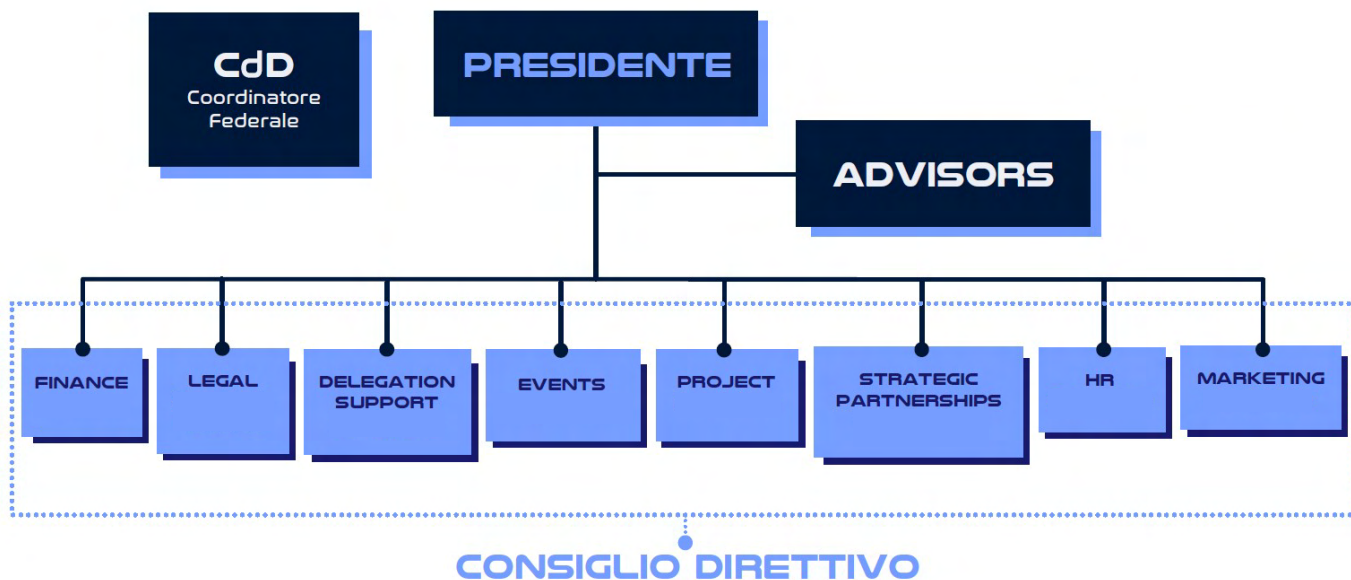 CdD
Coordinatore
Federale
PRESIDENTE
ADVISORS
FINANCE
LEGAL
DELEGATION
SUPPORT
EVENTS
PROJECT
STRATEGIC
PARTNERSHIPS
HR
MARKETING
CONSIGLIO DIRETTIVO